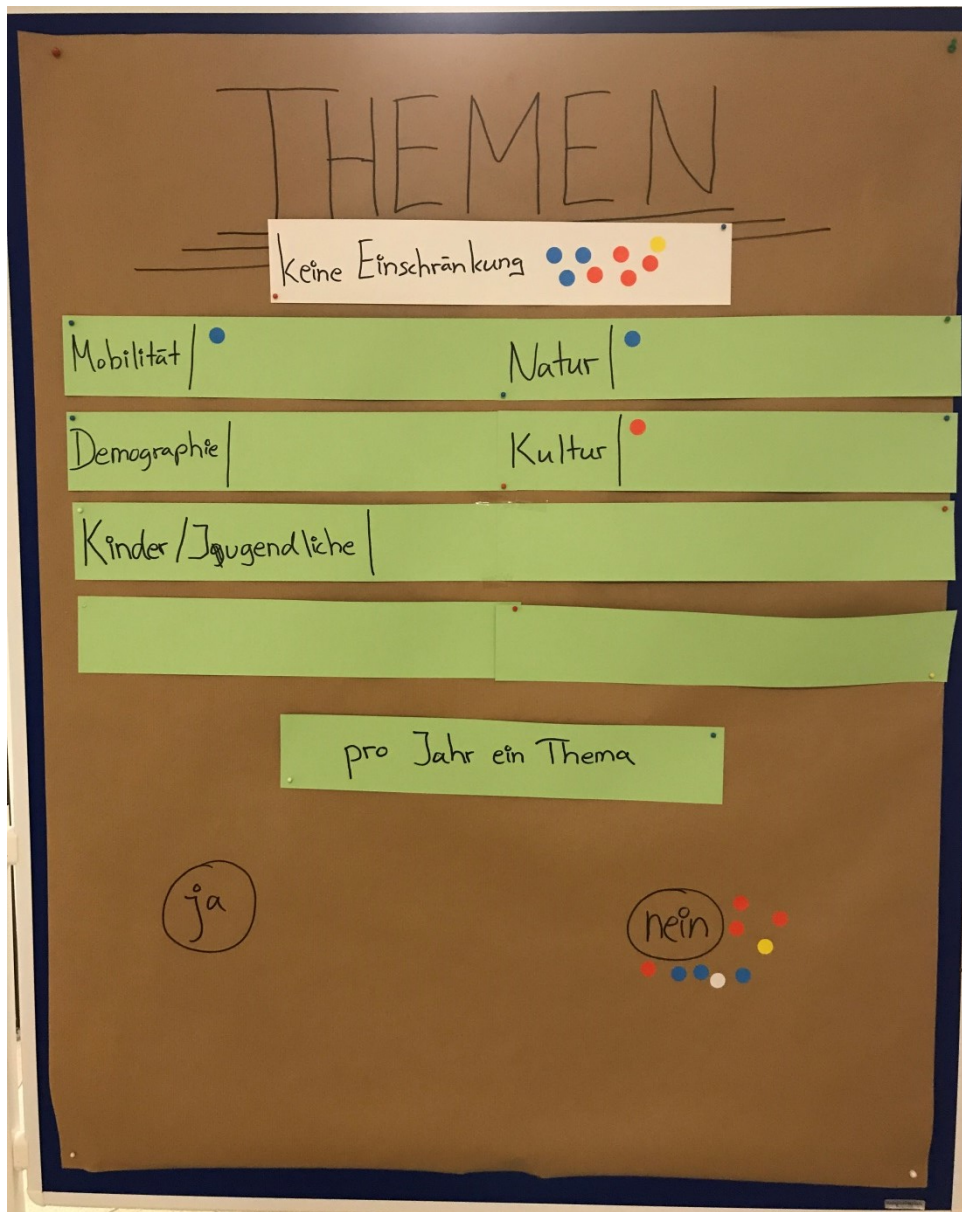 THEMEN
keine Einschränkung
Mobilität
Natur
Demographie
Kultur
Kinder/Jugendliche
pro Jahr ein Thema
ja
nein